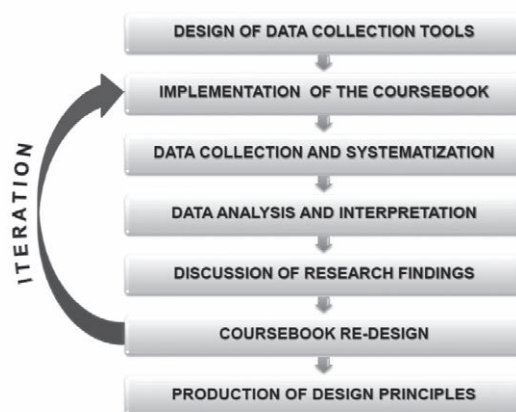 DESIGN OF DATA COLLECTION TOOLS
IMPLEMENTATION OF THE COURSEBOOK
DATA COLLECTION AND SYSTEMATIZATION
DATA ANALYSIS AND INTERPRETATION
DISCUSSION OF RESEARCH FINDINGS
COURSEBOOK RE-DESIGN
PRODUCTION OF DESIGN PRINCIPLES
ITERATION